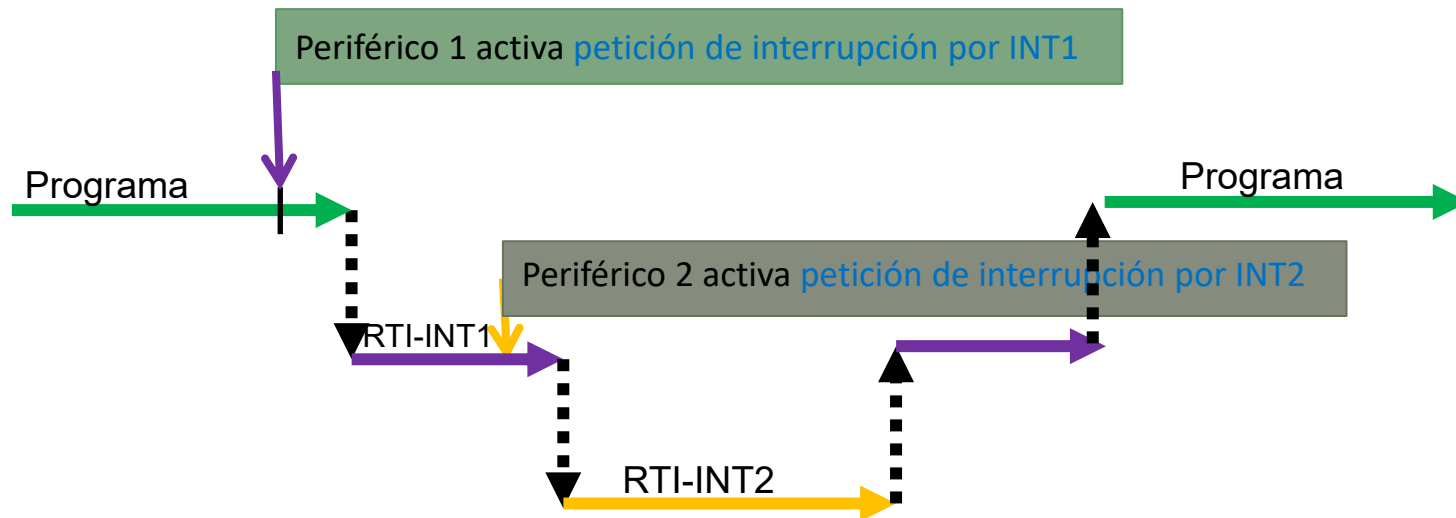 Periférico 1 activa petición de interrupción por INT1
Programa
Programa
Periférico 2 activa petición de interrupción por INT2
RTI-INT1
RTI-INT2